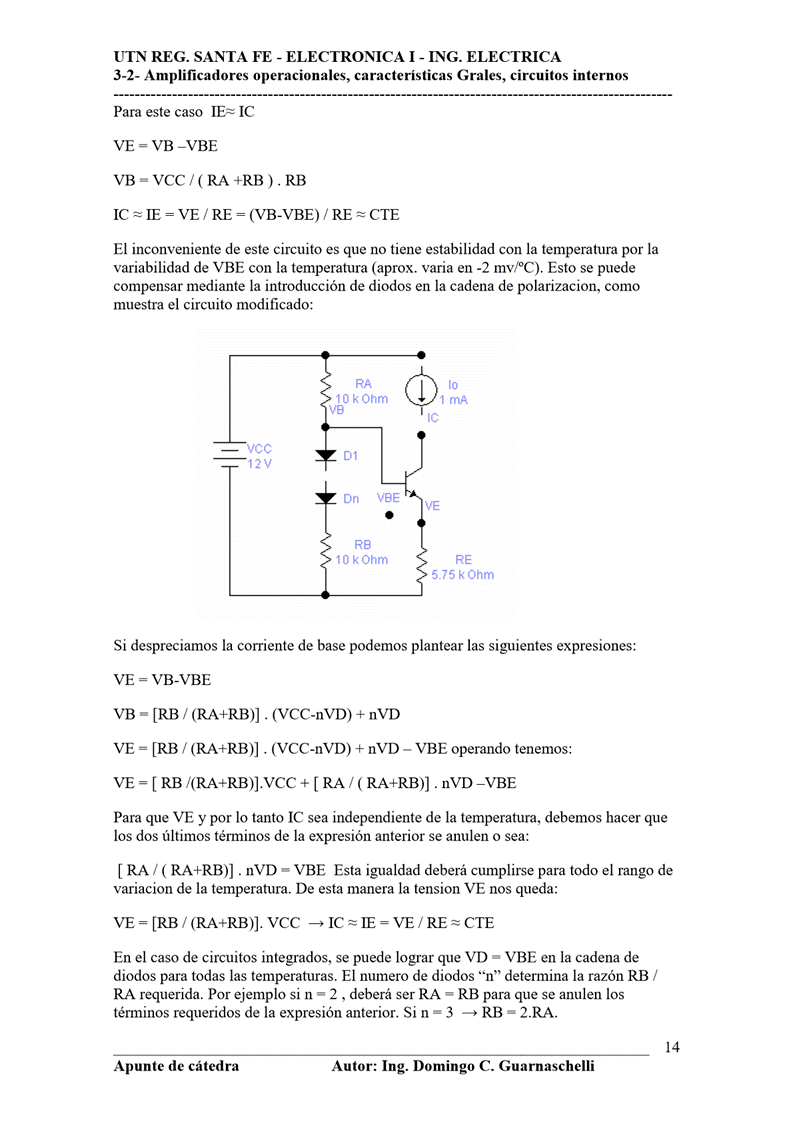 UTN REG. SANTA FE - ELECTRONICA I - ING. ELECTRICA
3-2- Amplificadores operacionales, características Grales, circuitos internos
-----------------------------------------------------------------------------------------------------------
Para este caso IE≈ IC
VE = VB –VBE
VB = VCC / ( RA +RB ) . RB
IC ≈ IE = VE / RE = (VB-VBE) / RE ≈ CTE
El inconveniente de este circuito es que no tiene estabilidad con la temperatura por la
variabilidad de VBE con la temperatura (aprox. varia en -2 mv/ºC). Esto se puede
compensar mediante la introducción de diodos en la cadena de polarizacion, como
muestra el circuito modificado:
RA
10 k Ohm
VB
Io
1 mA
IC
VCC
12 V
D1
Dn
VBE
VE
RB
10 k Ohm
RE
5.75 k Ohm
Si despreciamos la corriente de base podemos plantear las siguientes expresiones:
VE = VB-VBE
VB = [RB / (RA+RB)] . (VCC-nVD) + nVD
VE = [RB / (RA+RB)] . (VCC-nVD) + nVD – VBE operando tenemos:
VE = [ RB /(RA+RB)].VCC + [ RA / ( RA+RB)] . nVD –VBE
Para que VE y por lo tanto IC sea independiente de la temperatura, debemos hacer que
los dos últimos términos de la expresión anterior se anulen o sea:
[ RA / ( RA+RB)] . nVD = VBE Esta igualdad deberá cumplirse para todo el rango de
variacion de la temperatura. De esta manera la tension VE nos queda:
VE = [RB / (RA+RB)]. VCC → IC ≈ IE = VE / RE ≈ CTE
En el caso de circuitos integrados, se puede lograr que VD = VBE en la cadena de
diodos para todas las temperaturas. El numero de diodos “n” determina la razón RB /
RA requerida. Por ejemplo si n = 2 , deberá ser RA = RB para que se anulen los
términos requeridos de la expresión anterior. Si n = 3 → RB = 2.RA.
14
Apunte de cátedra Autor: Ing. Domingo C. Guarnaschelli